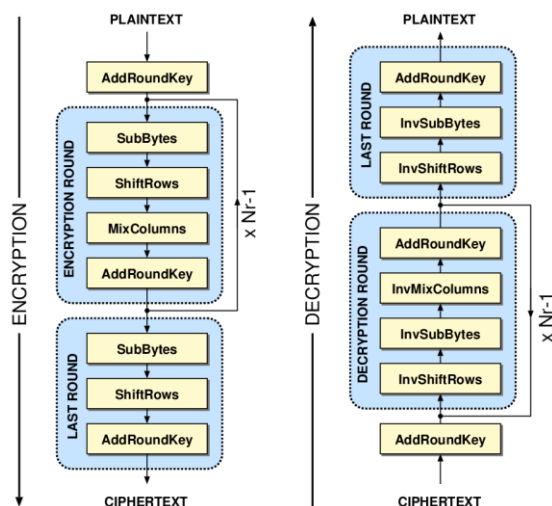 PLAINTEXT
AddRoundKey
ENCRYPTION ROUND
SubBytes
ShiftRows
MixColumns
AddRoundKey
x Nr-1
ENCRYPTION
LAST ROUND
SubBytes
ShiftRows
AddRoundKey
CIPHERTEXT
PLAINTEXT
LAST ROUND
AddRoundKey
InvSubBytes
InvShiftRows
DECRYPTION
DECRYPTION ROUND
AddRoundKey
InvMixColumns
InvSubBytes
InvShiftRows
x Nr-1
AddRoundKey
CIPHERTEXT